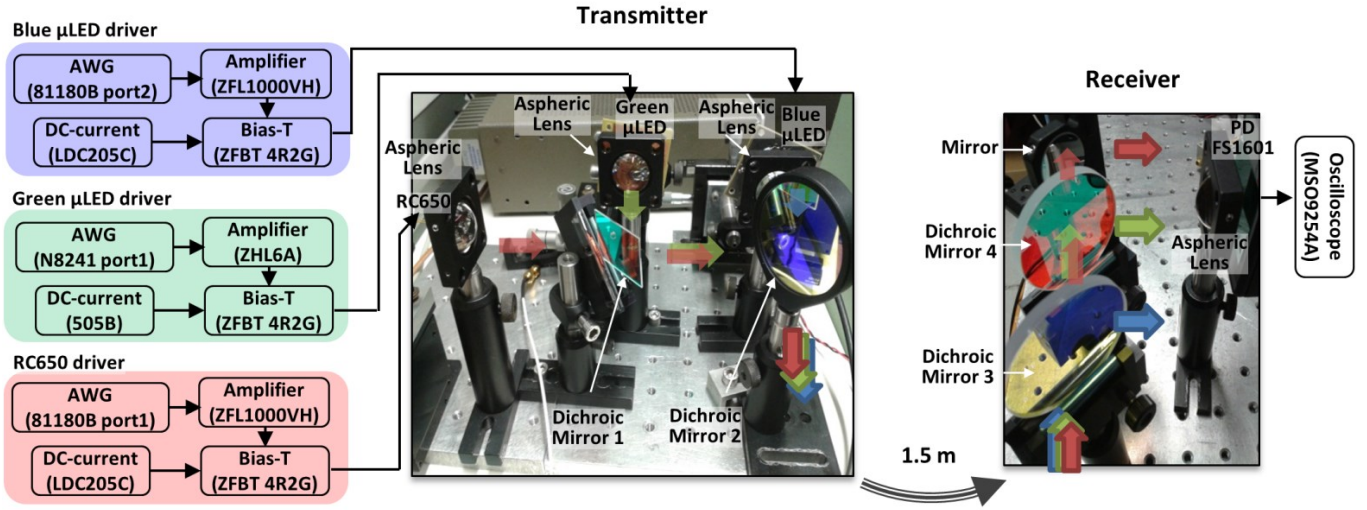 Transmitter
Blue µLED driver
AWG
(81180B port2)
Amplifier
(ZFL1000VH)
DC-current
(LDC205C)
Bias-T
(ZFBT 4R2G)
Green µLED driver
AWG
(N8241 port1)
Amplifier
(ZHL6A)
DC-current
(505B)
Bias-T
(ZFBT 4R2G)
RC650 driver
AWG
(81180B port1)
Amplifier
(ZFL1000VH)
DC-current
(LDC205C)
Bias-T
(ZFBT 4R2G)
Aspheric
Lens
RC650
Aspheric
Lens
Green
µLED
Aspheric
Lens
Blue
µLED
Dichroic
Mirror 1
Dichroic
Mirror 2
1.5 m
Receiver
Mirror
Dichroic
Mirror 4
Dichroic
Mirror 3
PD
FS1601
Aspheric
Lens
Oscilloscope
(MSO9254A)